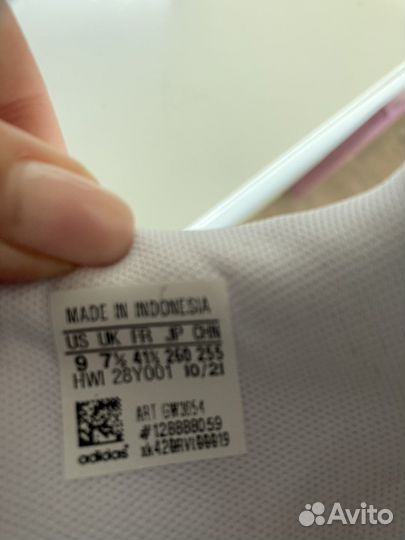 MADE IN INDONESIA
US UK FR JP CHN
9 7½ 41⅓ 260 255
HWI 28Y001 10/21
ART GW3054
#128888059
adidas
Avito